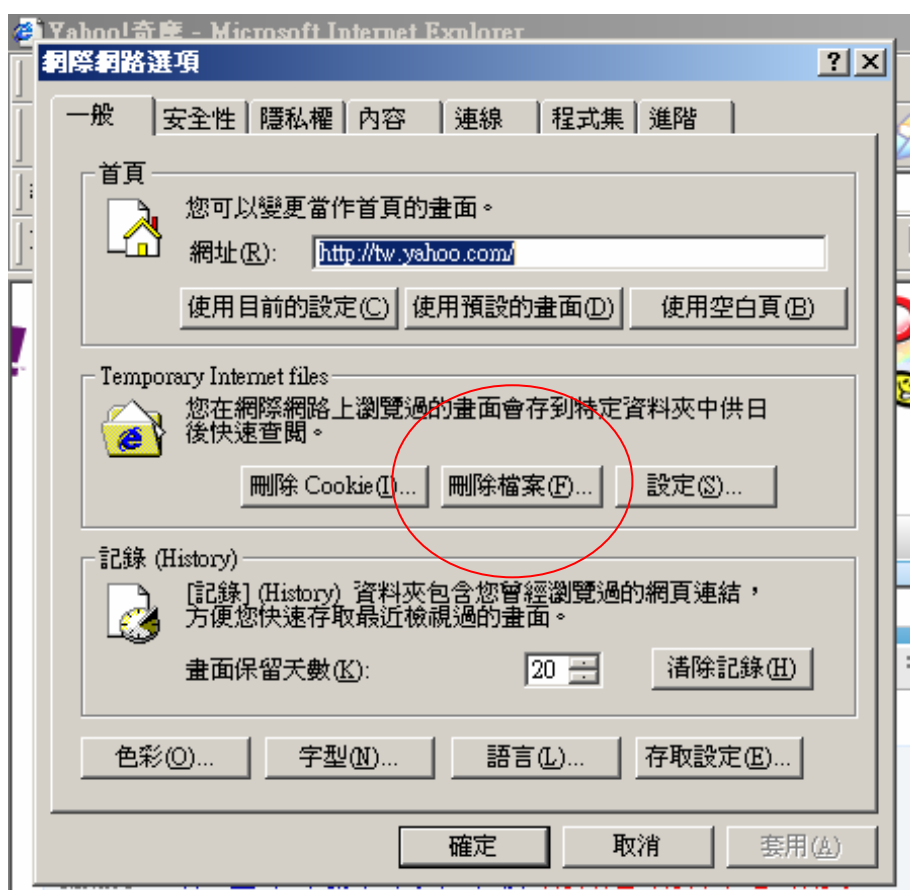 Yahoo!奇摩 - Microsoft Internet Explorer
網際網路選項
一般 安全性 隱私權 內容 連線 程式集 進階
首頁
您可以變更當作首頁的畫面。
網址(R): http://tw.yahoo.com/
使用目前的設定(C) 使用預設的畫面(D) 使用空白頁(B)
Temporary Internet files
您在網際網路上瀏覽過的畫面會存到特定資料夾中供日
後快速查閱。
刪除 Cookie(I)... 刪除檔案(F)... 設定(S)...
記錄 (History)
[記錄] (History) 資料夾包含您曾經瀏覽過的網頁連結，
方便您快速存取最近檢視過的畫面。
畫面保留天數(K): 20 清除記錄(H)
色彩(O)... 字型(N)... 語言(L)... 存取設定(E)...
確定 取消 套用(A)